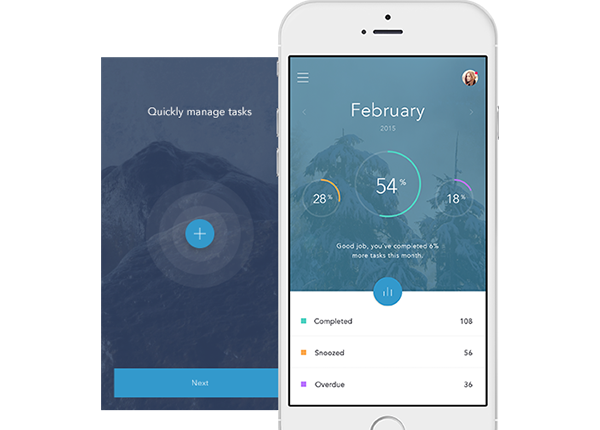 Quickly manage tasks
Next
February
2015
28%
54%
18%
Good job, you've completed 6%
more tasks this month.
Completed 108
Snoozed 56
Overdue 36